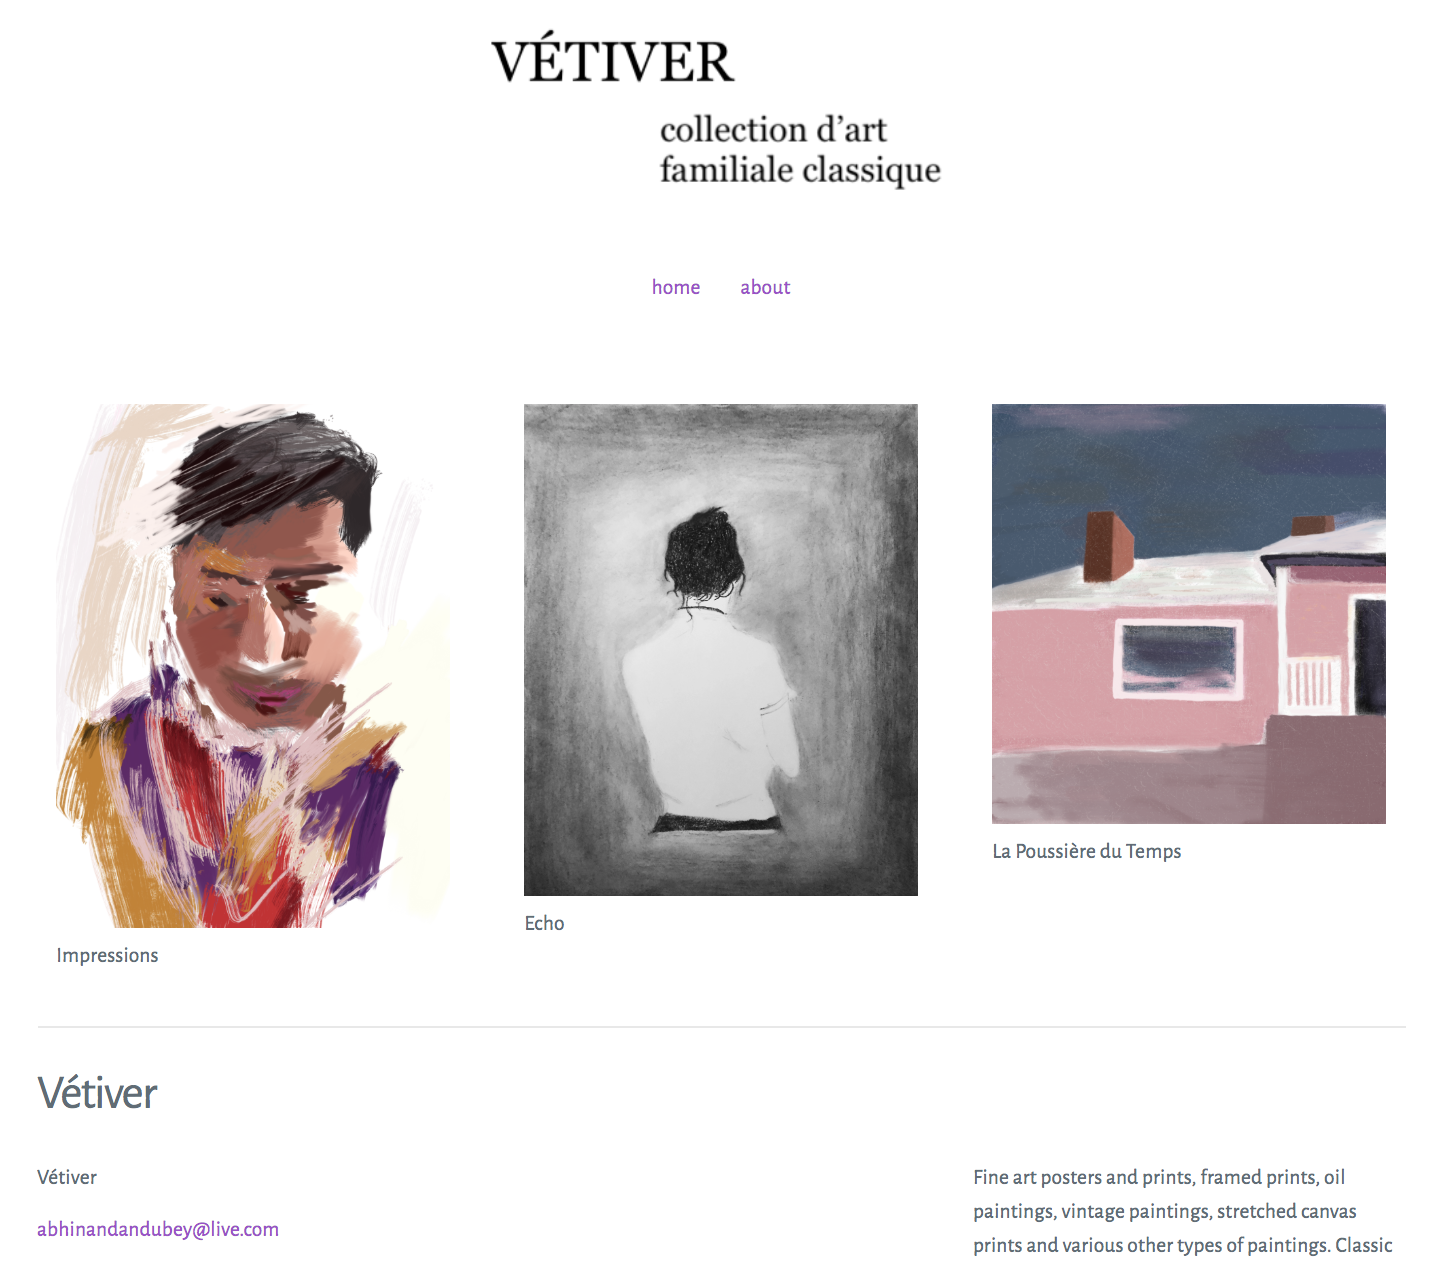 VÉTIVER
collection d’art
familiale classique
home about
La Poussière du Temps
Echo
Impressions
Vétiver
Vétiver
abhinandandubey@live.com
Fine art posters and prints, framed prints, oil
paintings, vintage paintings, stretched canvas
prints and various other types of paintings. Classic